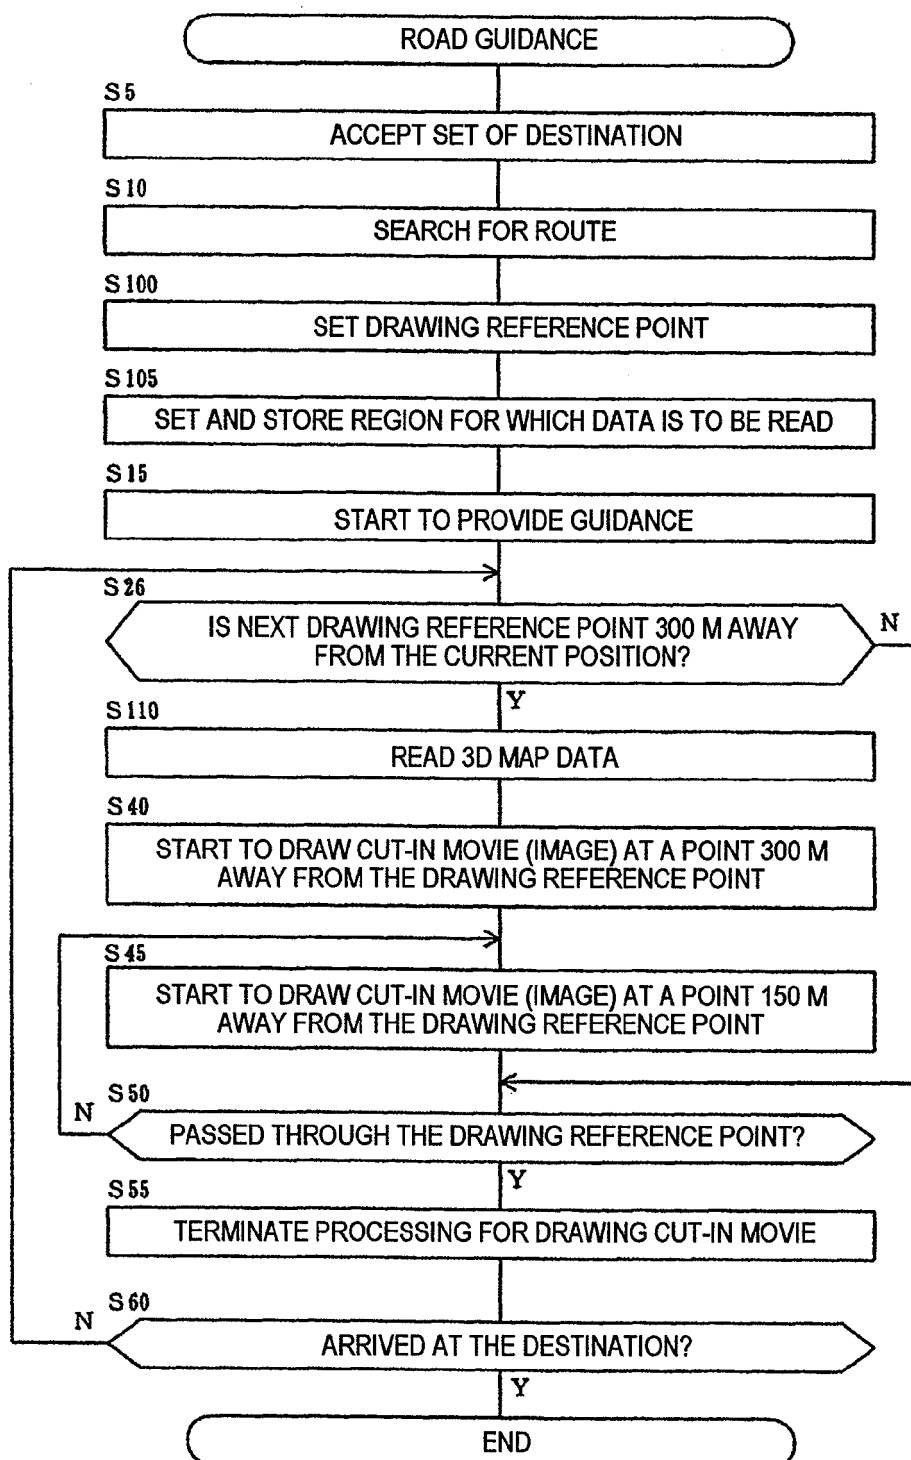 ROAD GUIDANCE
S5
ACCEPT SET OF DESTINATION
S10
SEARCH FOR ROUTE
S100
SET DRAWING REFERENCE POINT
S105
SET AND STORE REGION FOR WHICH DATA IS TO BE READ
S15
START TO PROVIDE GUIDANCE
S26
IS NEXT DRAWING REFERENCE POINT 300 M AWAY
FROM THE CURRENT POSITION?
N
Y
S110
READ 3D MAP DATA
S40
START TO DRAW CUT-IN MOVIE (IMAGE) AT A POINT 300 M
AWAY FROM THE DRAWING REFERENCE POINT
S45
START TO DRAW CUT-IN MOVIE (IMAGE) AT A POINT 150 M
AWAY FROM THE DRAWING REFERENCE POINT
S50
N
PASSED THROUGH THE DRAWING REFERENCE POINT?
Y
S55
TERMINATE PROCESSING FOR DRAWING CUT-IN MOVIE
S60
N
ARRIVED AT THE DESTINATION?
Y
END